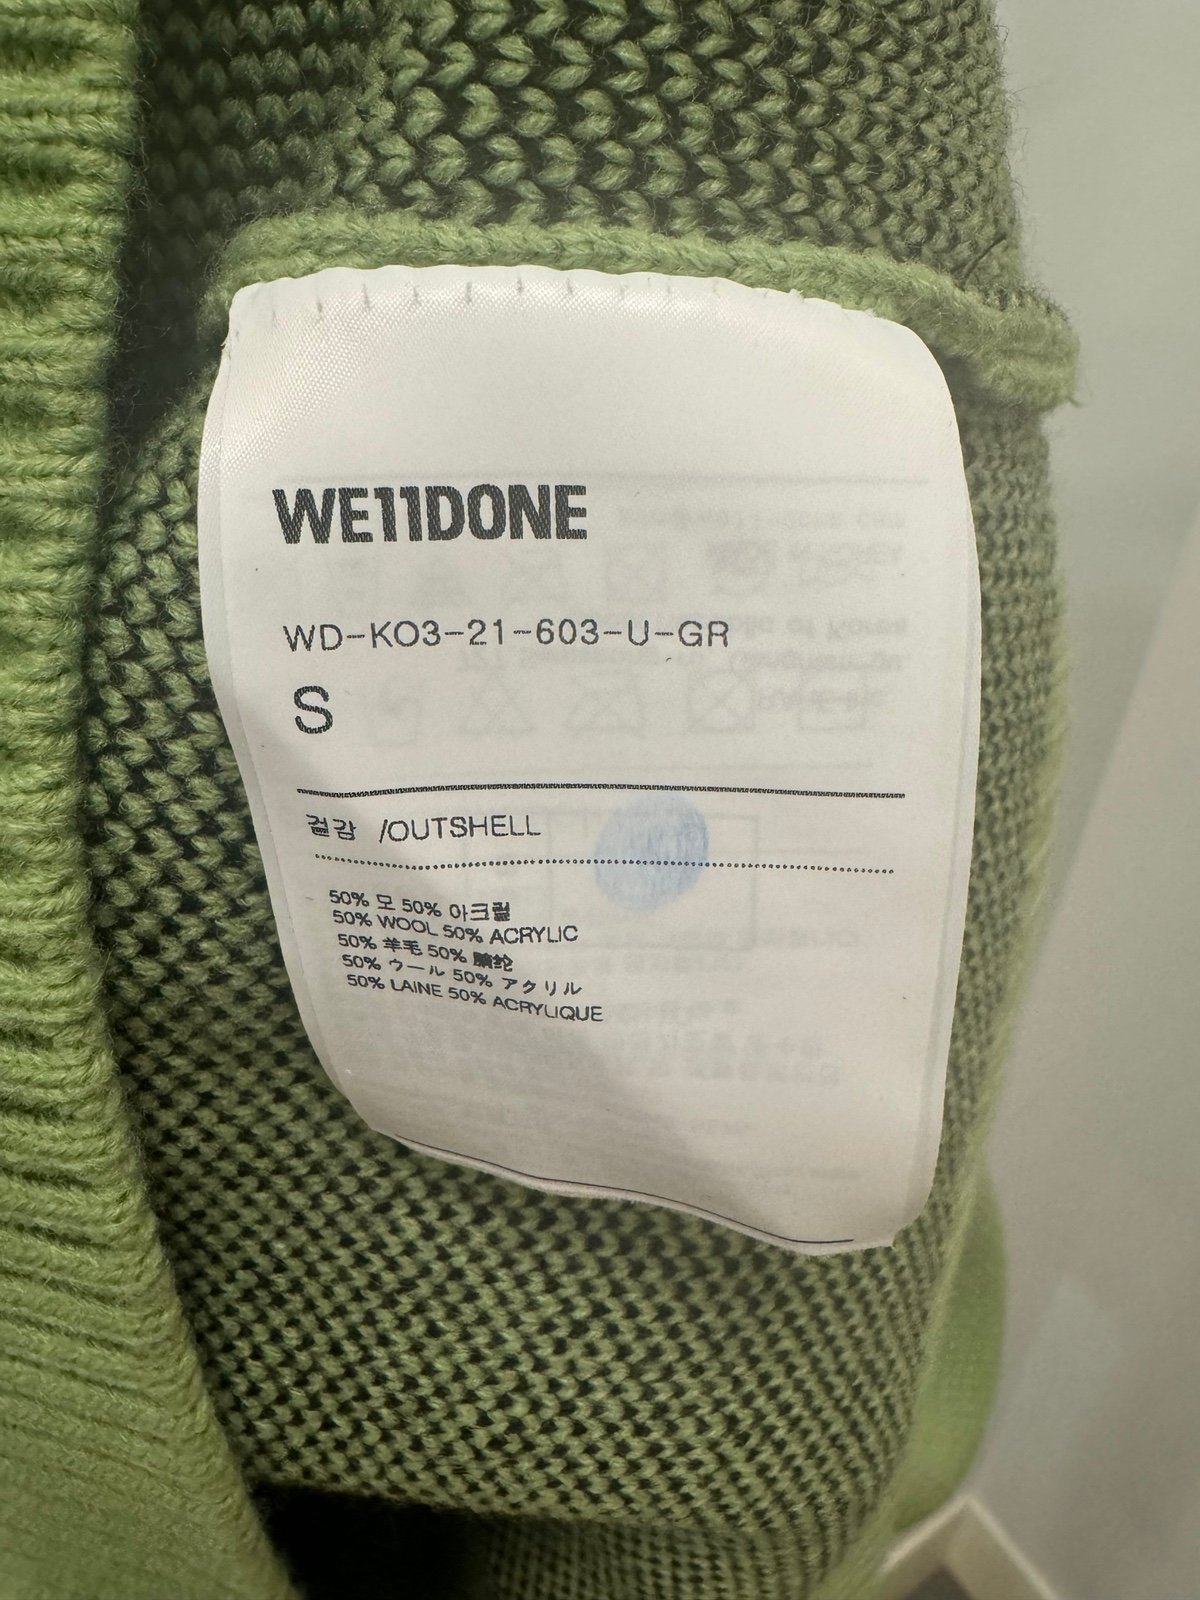 WE11DONE
WD-KO3-21-603-U-GR
S
겉감 /OUTSHELL
50% 모 50% 아크릴
50% WOOL 50% ACRYLIC
50% 羊毛 50% 腈纶
50% ウール 50% アクリル
50% LAINE 50% ACRYLIQUE